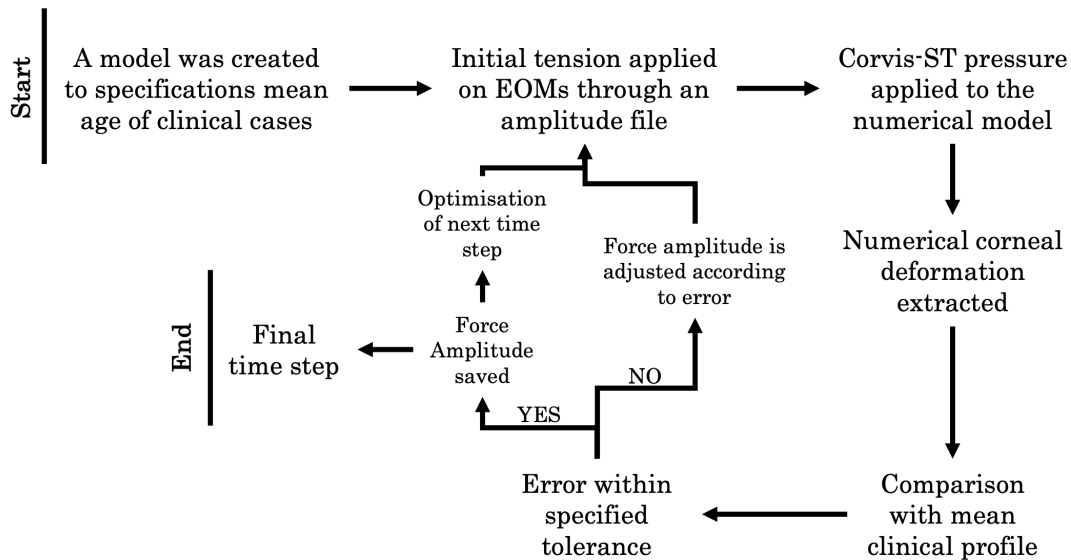 Start
A model was created
to specifications mean
age of clinical cases
Initial tension applied
on EOMs through an
amplitude file
Corvis-ST pressure
applied to the
numerical model
Numerical corneal
deformation
extracted
Comparison
with mean
clinical profile
Error within
specified
tolerance
YES
NO
Force
Amplitude
saved
Optimisation
of next time
step
Force amplitude is
adjusted according
to error
Final
time step
End